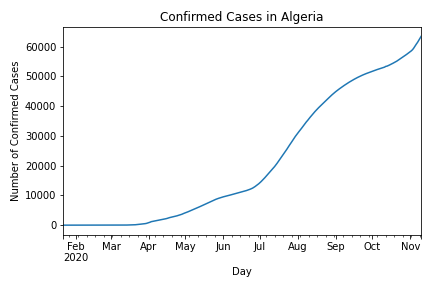 Confirmed Cases in Algeria
60000
50000
40000
30000
20000
10000
0
Number of Confirmed Cases
Feb Mar Apr May Jun Jul Aug Sep Oct Nov
2020
Day